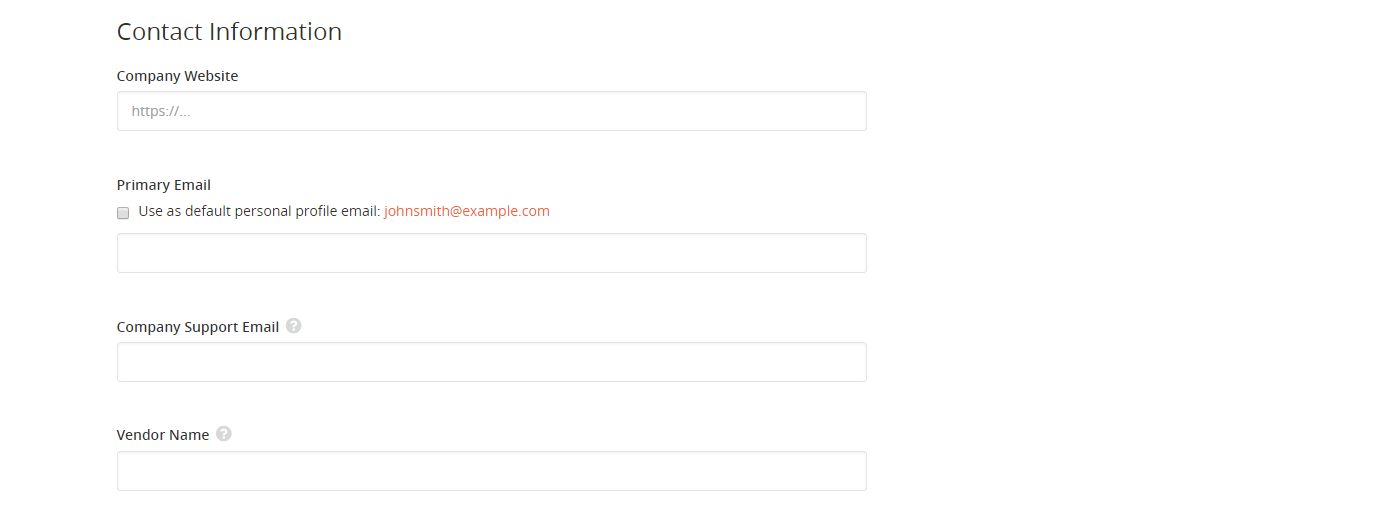 Contact Information
Company Website
https://...
Primary Email
Use as default personal profile email: johnsmith@example.com
Company Support Email ?
Vendor Name ?